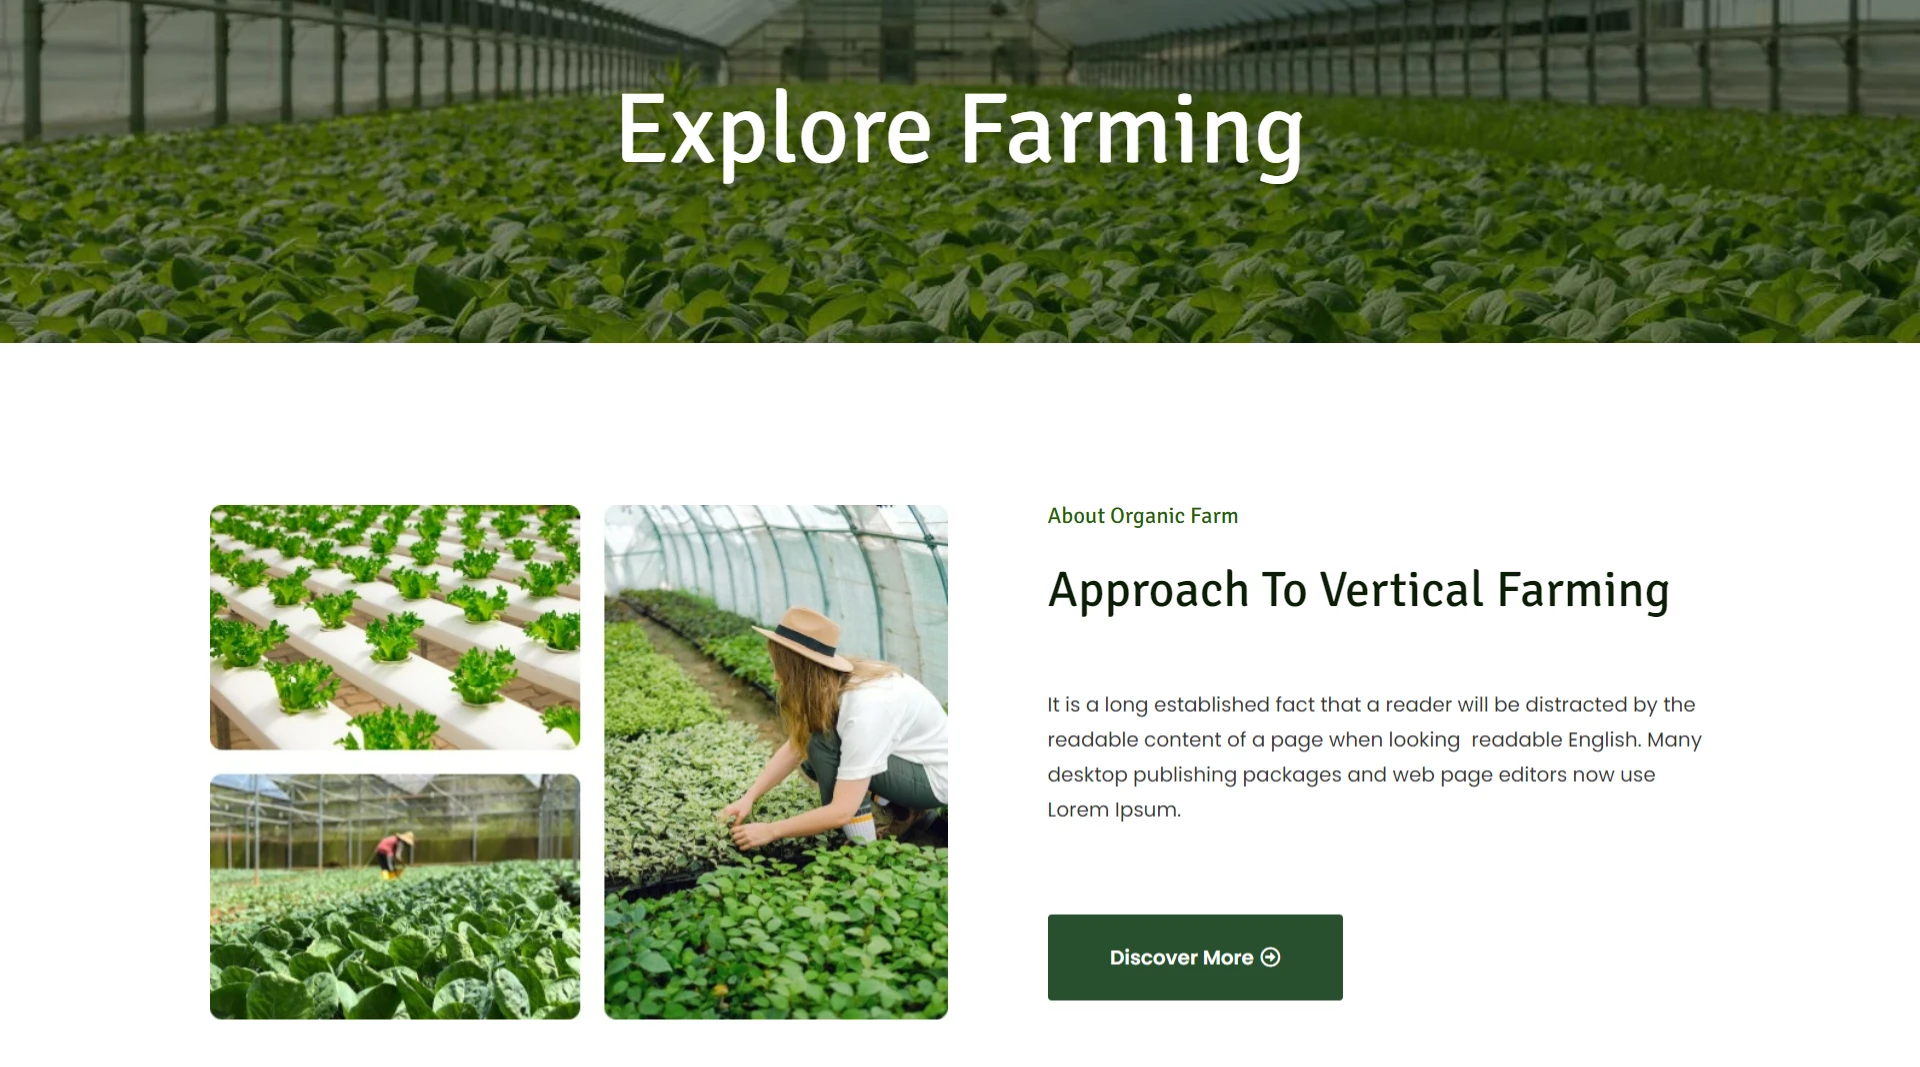 Explore Farming
About Organic Farm
Approach To Vertical Farming
It is a long established fact that a reader will be distracted by the
readable content of a page when looking  readable English. Many
desktop publishing packages and web page editors now use
Lorem Ipsum.
Discover More